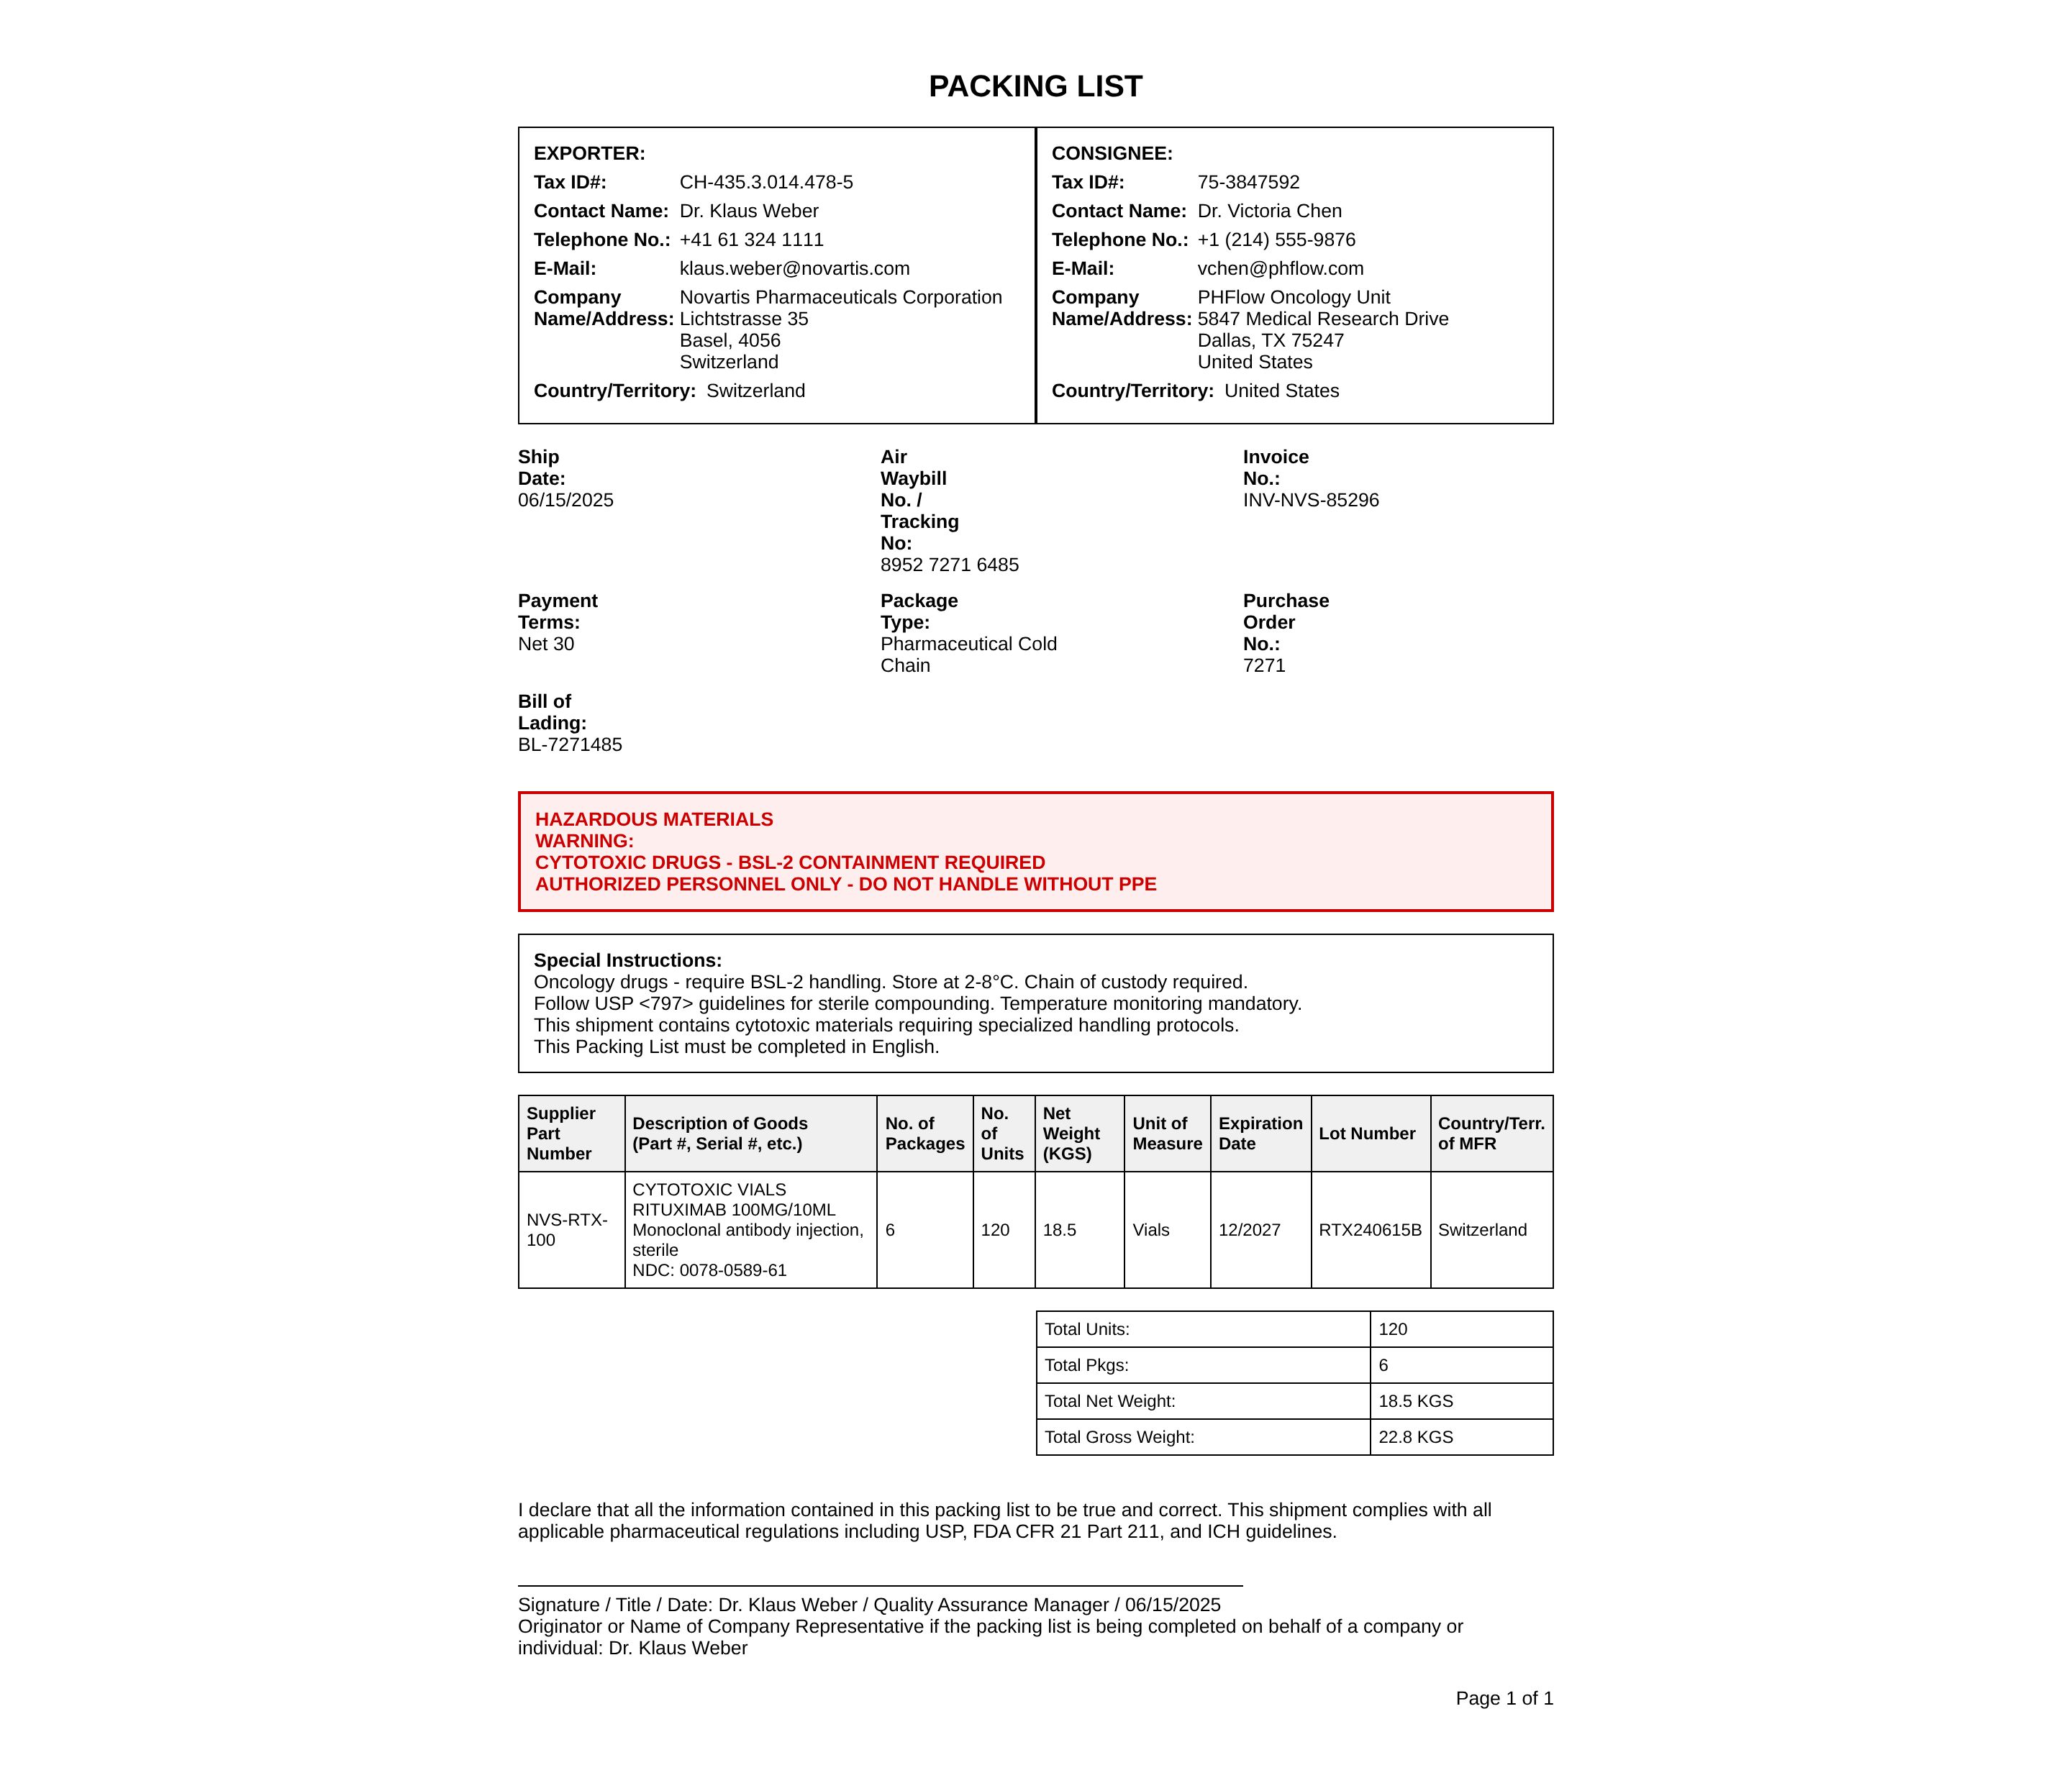 PACKING LIST
EXPORTER:
Tax ID#: CH-435.3.014.478-5
Contact Name: Dr. Klaus Weber
Telephone No.: +41 61 324 1111
E-Mail: klaus.weber@novartis.com
Company Novartis Pharmaceuticals Corporation
Name/Address: Lichtstrasse 35
Basel, 4056
Switzerland
Country/Territory: Switzerland
CONSIGNEE:
Tax ID#: 75-3847592
Contact Name: Dr. Victoria Chen
Telephone No.: +1 (214) 555-9876
E-Mail: vchen@phflow.com
Company PHFlow Oncology Unit
Name/Address: 5847 Medical Research Drive
Dallas, TX 75247
United States
Country/Territory: United States
Ship
Date:
06/15/2025
Air
Waybill
No. /
Tracking
No:
8952 7271 6485
Invoice
No.:
INV-NVS-85296
Payment
Terms:
Net 30
Package
Type:
Pharmaceutical Cold
Chain
Purchase
Order
No.:
7271
Bill of
Lading:
BL-7271485
HAZARDOUS MATERIALS
WARNING:
CYTOTOXIC DRUGS - BSL-2 CONTAINMENT REQUIRED
AUTHORIZED PERSONNEL ONLY - DO NOT HANDLE WITHOUT PPE
Special Instructions:
Oncology drugs - require BSL-2 handling. Store at 2-8°C. Chain of custody required.
Follow USP <797> guidelines for sterile compounding. Temperature monitoring mandatory.
This shipment contains cytotoxic materials requiring specialized handling protocols.
This Packing List must be completed in English.
Supplier
Part
Number
Description of Goods
(Part #, Serial #, etc.)
No. of
Packages
No.
of
Units
Net
Weight
(KGS)
Unit of
Measure
Expiration
Date
Lot Number
Country/Terr.
of MFR
NVS-RTX-
100
CYTOTOXIC VIALS
RITUXIMAB 100MG/10ML
Monoclonal antibody injection,
sterile
NDC: 0078-0589-61
6
120
18.5
Vials
12/2027
RTX240615B
Switzerland
Total Units: 120
Total Pkgs: 6
Total Net Weight: 18.5 KGS
Total Gross Weight: 22.8 KGS
I declare that all the information contained in this packing list to be true and correct. This shipment complies with all
applicable pharmaceutical regulations including USP, FDA CFR 21 Part 211, and ICH guidelines.
Signature / Title / Date: Dr. Klaus Weber / Quality Assurance Manager / 06/15/2025
Originator or Name of Company Representative if the packing list is being completed on behalf of a company or
individual: Dr. Klaus Weber
Page 1 of 1